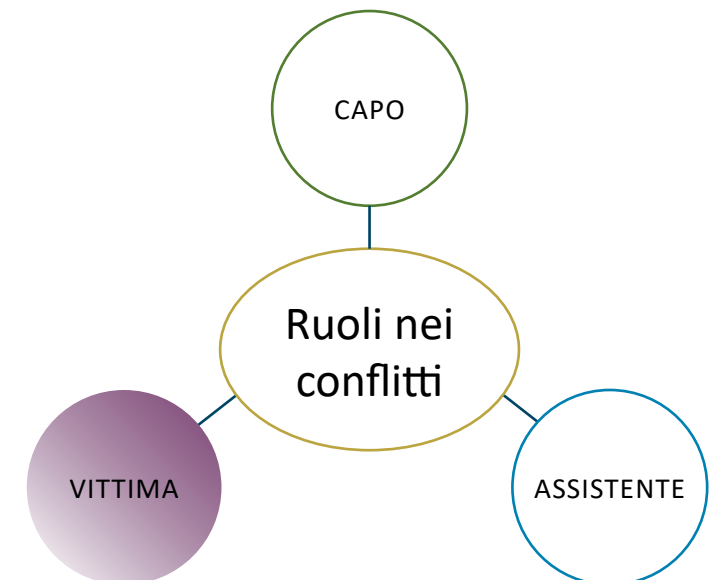 CAPO
Ruoli nei
conflitti
VITTIMA
ASSISTENTE